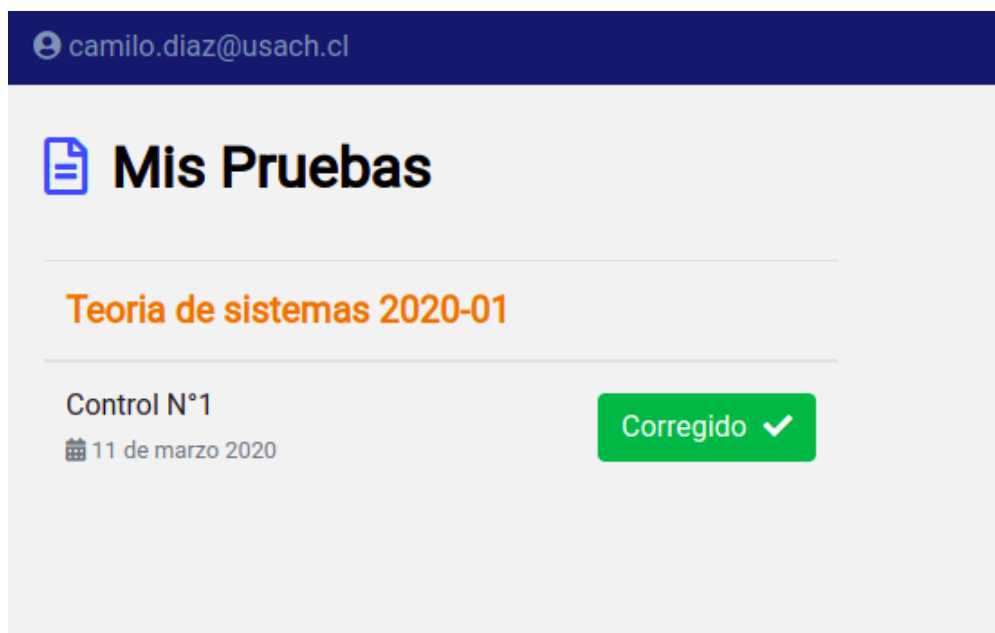 camilo.diaz@usach.cl
Mis Pruebas
Teoria de sistemas 2020-01
Control N°1
11 de marzo 2020
Corregido